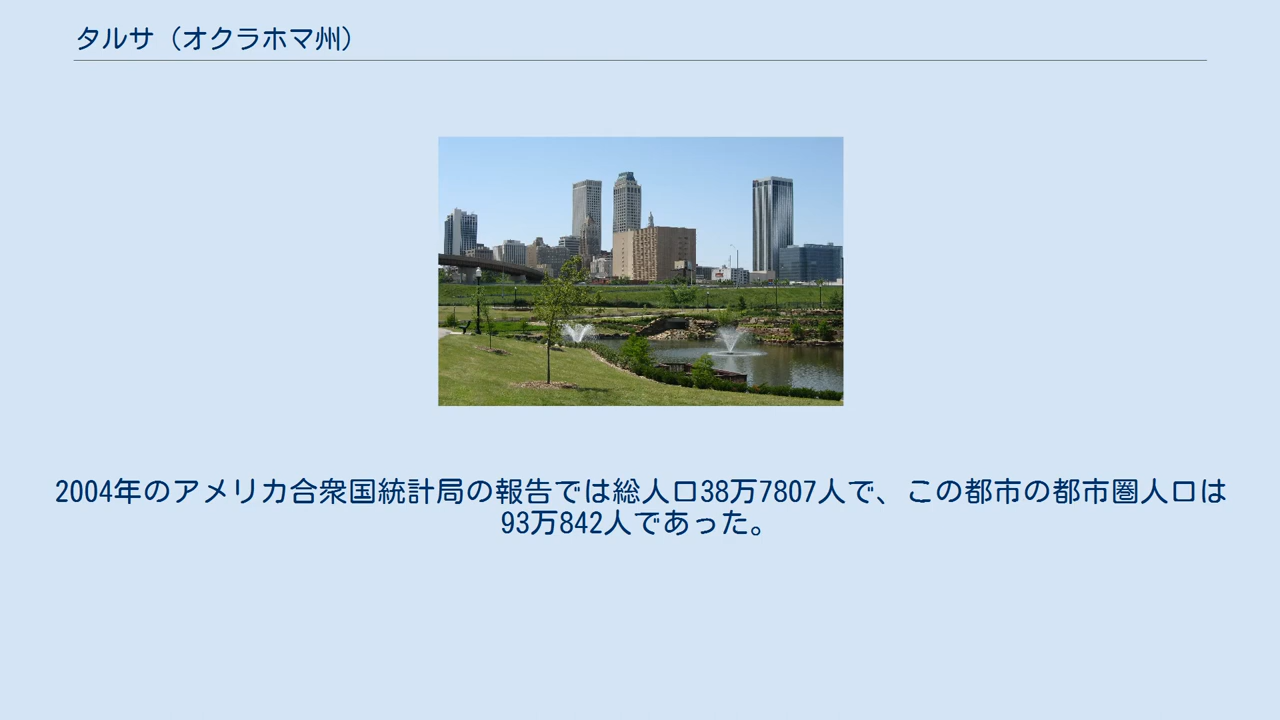 タルサ（オクラホマ州）
2004年のアメリカ合衆国統計局の報告では総人口38万7807人で、この都市の都市圏人口は
93万842人であった。